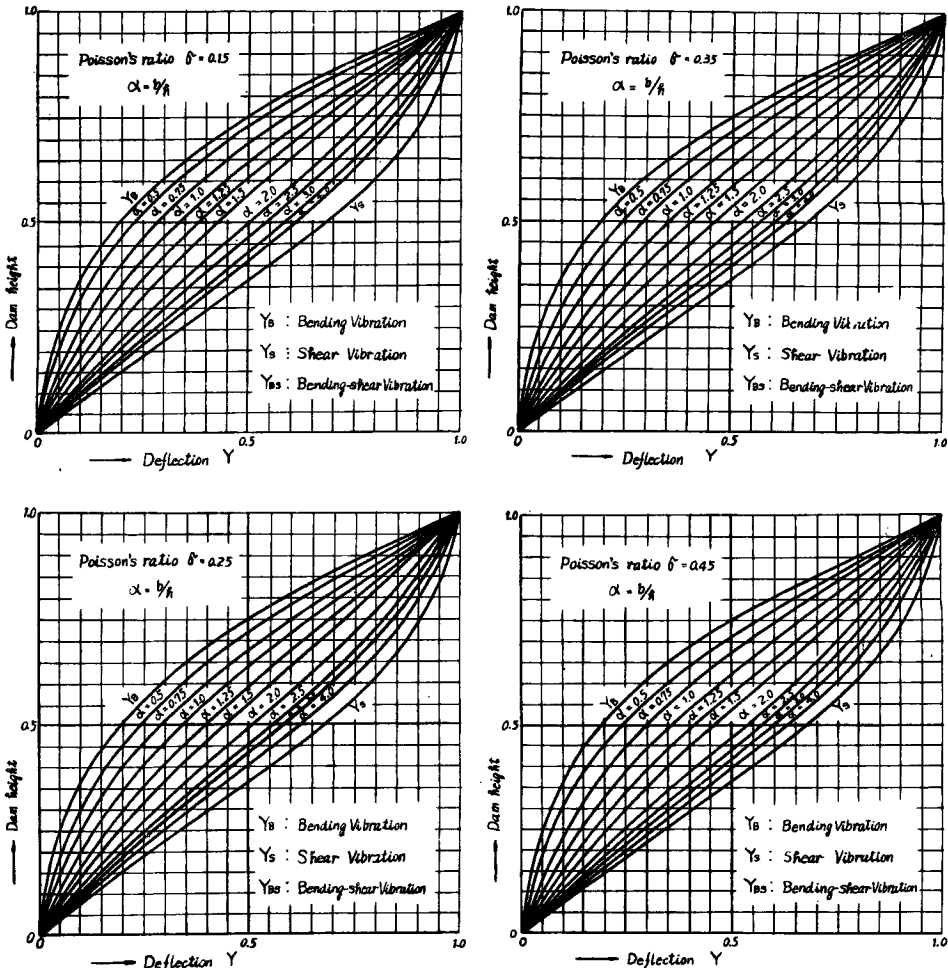 1.0
Poisson's ratio σ = 0.15
α = b/h
Y_B
α = 0.5
α = 0.75
α = 1.0
α = 1.25
α = 1.5
α = 2.0
α = 2.5
Y_S
0.5
Dam height
Y_B : Bending Vibration
Y_S : Shear Vibration
Y_BS : Bending-shear Vibration
0
0
0.5
1.0
Deflection Y
1.0
Poisson's ratio σ = 0.35
α = b/h
Y_B
α = 0.5
α = 0.75
α = 1.0
α = 1.25
α = 1.5
α = 2.0
α = 2.5
Y_S
0.5
Dam height
Y_B : Bending Vibration
Y_S : Shear Vibration
Y_BS : Bending-shear Vibration
0
0
0.5
1.0
Deflection Y
1.0
Poisson's ratio σ = 0.25
α = b/h
Y_B
α = 0.5
α = 0.75
α = 1.0
α = 1.25
α = 1.5
α = 2.0
α = 2.5
Y_S
0.5
Dam height
Y_B : Bending Vibration
Y_S : Shear Vibration
Y_BS : Bending-shear Vibration
0
0
0.5
1.0
Deflection Y
1.0
Poisson's ratio σ = 0.45
α = b/h
Y_B
α = 0.5
α = 0.75
α = 1.0
α = 1.25
α = 1.5
α = 2.0
α = 2.5
Y_S
0.5
Dam height
Y_B : Bending Vibration
Y_S : Shear Vibration
Y_BS : Bending-shear Vibration
0
0
0.5
1.0
Deflection Y